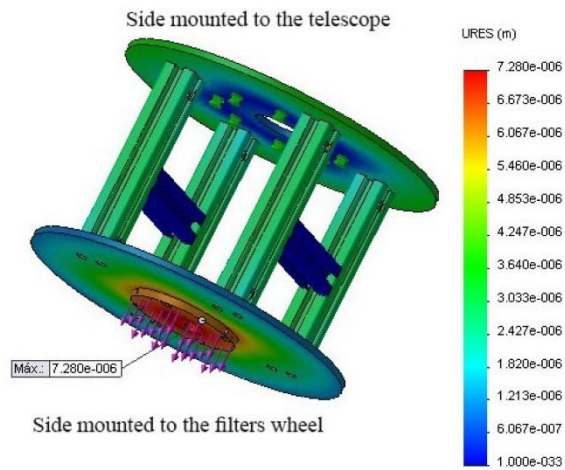 Side mounted to the telescope
URES (m)
7.280e-006
6.673e-006
6.067e-006
5.460e-006
4.853e-006
4.247e-006
3.640e-006
3.033e-006
2.427e-006
1.820e-006
1.213e-006
6.067e-007
1.000e-033
Máx.: 7.280e-006
Side mounted to the filters wheel